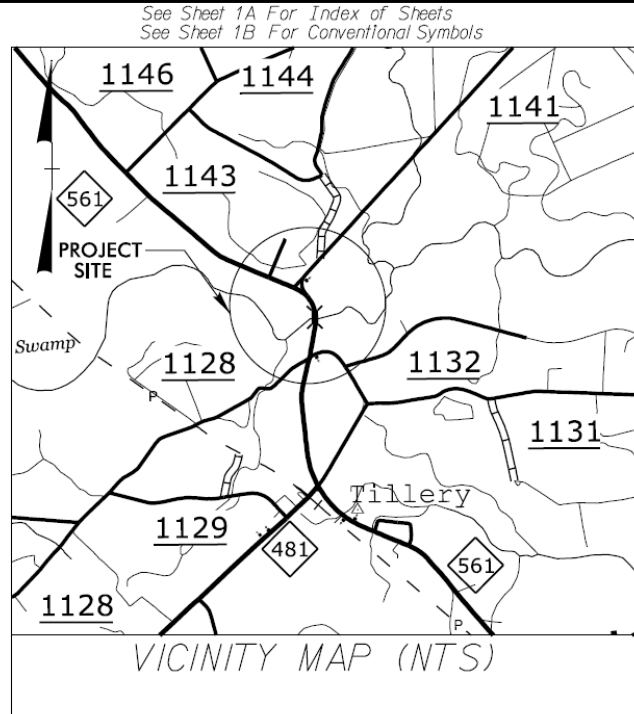 See Sheet 1A For Index of Sheets
See Sheet 1B For Conventional Symbols
1146
1144
1141
1143
561
PROJECT
SITE
Swamp
1128
1132
P
1131
Tillery
1129
481
561
1128
P
VICINITY MAP (NTS)